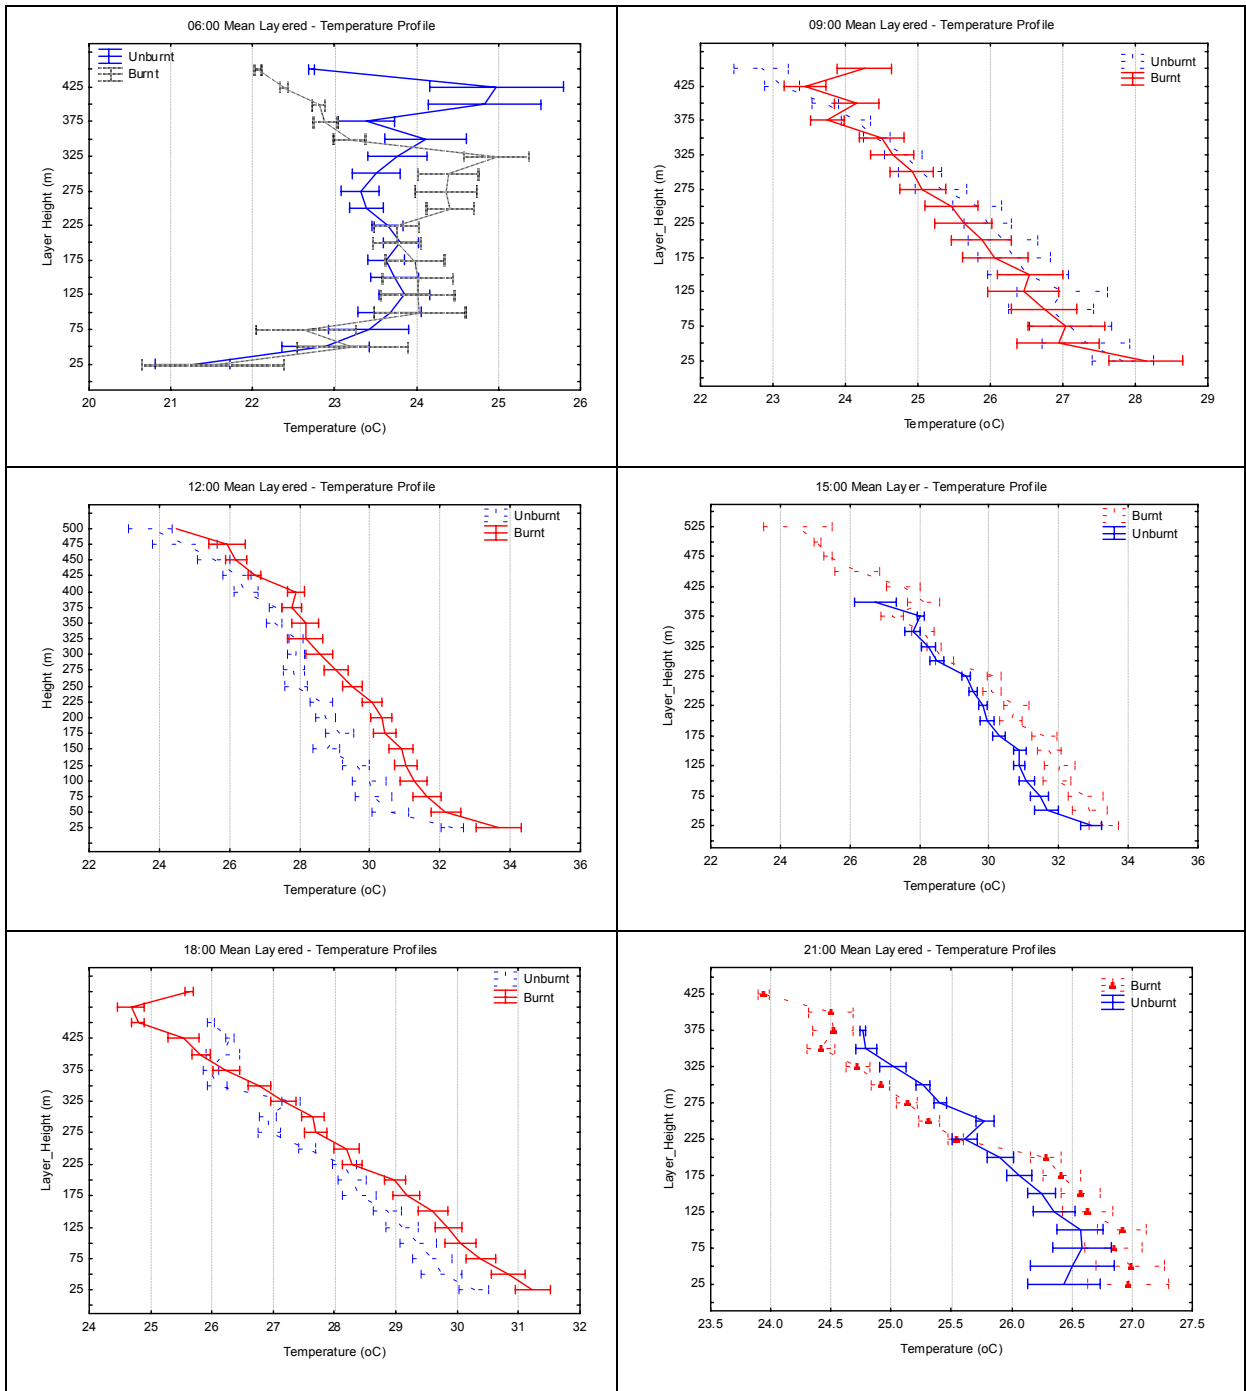 06:00 Mean Layered - Temperature Profile
Unburnt
Burnt
Layer Height (m)
425
375
325
275
225
175
125
75
25
20 21 22 23 24 25 26
Temperature (oC)
09:00 Mean Layered - Temperature Profile
Unburnt
Burnt
Layer_Height (m)
425
375
325
275
225
175
125
75
25
22 23 24 25 26 27 28 29
Temperature (oC)
12:00 Mean Layered - Temperature Profile
Unburnt
Burnt
Height (m)
500
475
450
425
400
375
350
325
300
275
250
225
200
175
150
125
100
75
50
25
22 24 26 28 30 32 34 36
Temperature (oC)
15:00 Mean Layer - Temperature Profile
Burnt
Unburnt
Layer_Height (m)
525
475
425
375
325
275
225
175
125
75
25
22 24 26 28 30 32 34 36
Temperature (oC)
18:00 Mean Layered - Temperature Profiles
Unburnt
Burnt
Layer_Height (m)
425
375
325
275
225
175
125
75
25
24 25 26 27 28 29 30 31 32
Temperature (oC)
21:00 Mean Layered - Temperature Profiles
Burnt
Unburnt
Layer_Height (m)
425
375
325
275
225
175
125
75
25
23.5 24.0 24.5 25.0 25.5 26.0 26.5 27.0 27.5
Temperature (oC)